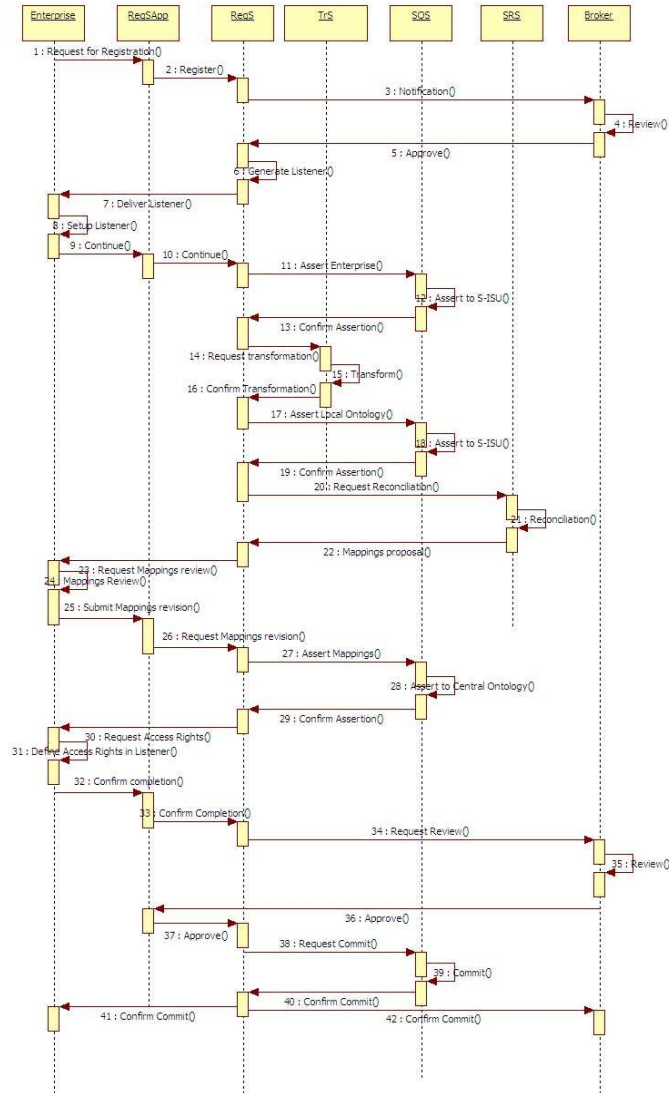 Enterprise
RegSApp
RegS
TrS
SOS
SRS
Broker
1 : Request for Registration()
2 : Register()
3 : Notification()
4 : Review()
5 : Approve()
6 : Generate Listener()
7 : Deliver Listener()
8 : Setup Listener()
9 : Continue()
10 : Continue()
11 : Assert Enterprise()
12 : Assert to S-ISU()
13 : Confirm Assertion()
14 : Request transformation()
15 : Transform()
16 : Confirm Transformation()
17 : Assert Local Ontology()
18 : Assert to S-ISU()
19 : Confirm Assertion()
20 : Request Reconciliation()
21 : Reconciliation()
22 : Mappings proposal()
23 : Request Mappings review()
24 : Mappings Review()
25 : Submit Mappings revision()
26 : Request Mappings revision()
27 : Assert Mappings()
28 : Assert to Central Ontology()
29 : Confirm Assertion()
30 : Request Access Rights()
31 : Define Access Rights in Listener()
32 : Confirm completion()
33 : Confirm Completion()
34 : Request Review()
35 : Review()
36 : Approve()
37 : Approve()
38 : Request Commit()
39 : Commit()
40 : Confirm Commit()
41 : Confirm Commit()
42 : Confirm Commit()